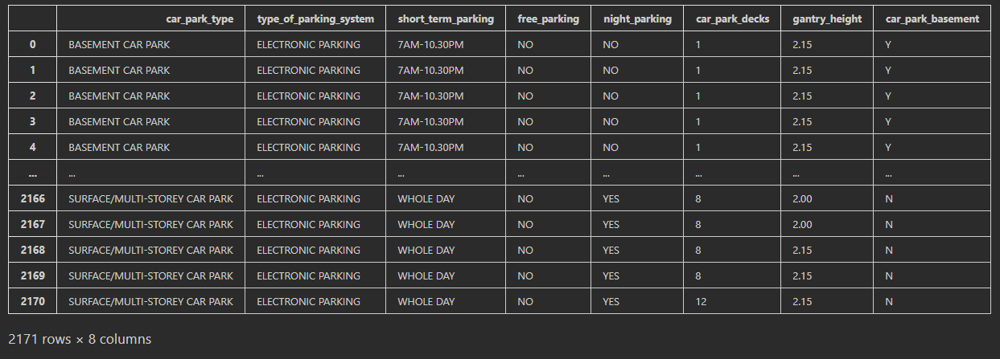 car_park_type type_of_parking_system short_term_parking free_parking night_parking car_park_decks gantry_height car_park_basement
0 BASEMENT CAR PARK ELECTRONIC PARKING 7AM-10.30PM NO NO 1 2.15 Y
1 BASEMENT CAR PARK ELECTRONIC PARKING 7AM-10.30PM NO NO 1 2.15 Y
2 BASEMENT CAR PARK ELECTRONIC PARKING 7AM-10.30PM NO NO 1 2.15 Y
3 BASEMENT CAR PARK ELECTRONIC PARKING 7AM-10.30PM NO NO 1 2.15 Y
4 BASEMENT CAR PARK ELECTRONIC PARKING 7AM-10.30PM NO NO 1 2.15 Y
... ... ... ... ... ... ... ... ...
2166 SURFACE/MULTI-STOREY CAR PARK ELECTRONIC PARKING WHOLE DAY NO YES 8 2.00 N
2167 SURFACE/MULTI-STOREY CAR PARK ELECTRONIC PARKING WHOLE DAY NO YES 8 2.00 N
2168 SURFACE/MULTI-STOREY CAR PARK ELECTRONIC PARKING WHOLE DAY NO YES 8 2.15 N
2169 SURFACE/MULTI-STOREY CAR PARK ELECTRONIC PARKING WHOLE DAY NO YES 8 2.15 N
2170 SURFACE/MULTI-STOREY CAR PARK ELECTRONIC PARKING WHOLE DAY NO YES 12 2.15 N
2171 rows × 8 columns